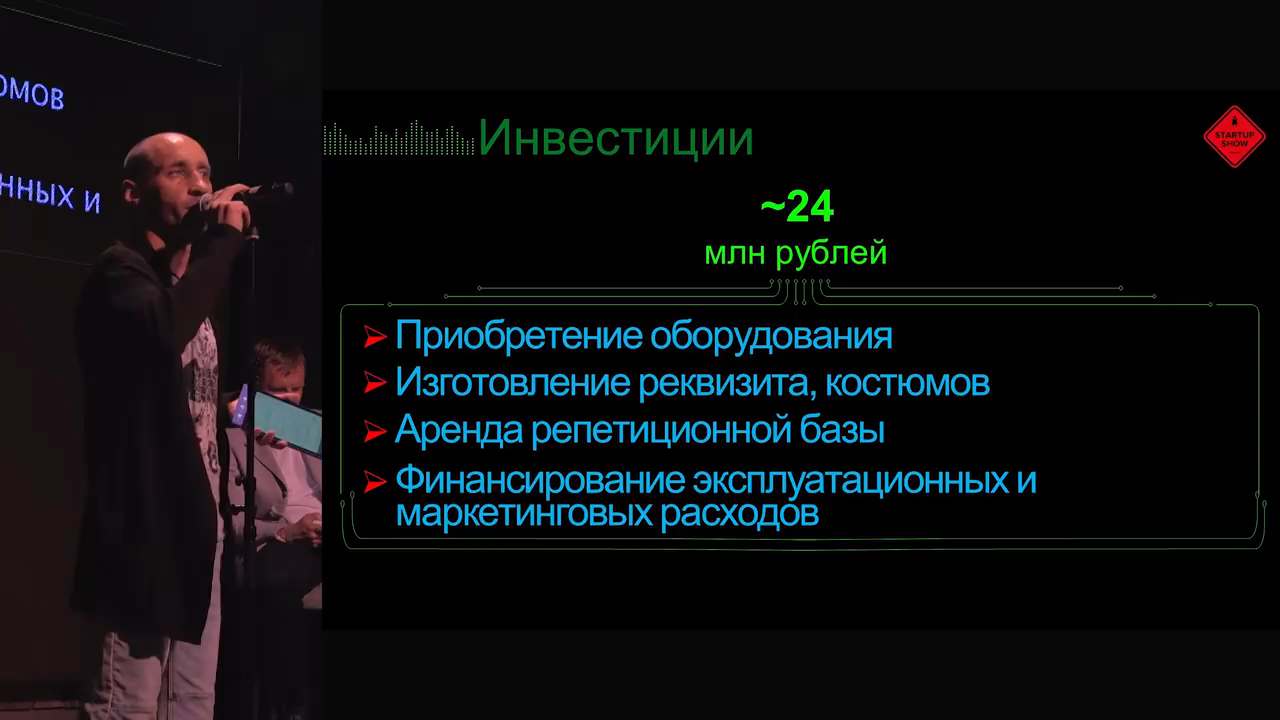 омов
нных и
Инвестиции
STARTUP
SHOW
~24
млн рублей
Приобретение оборудования
Изготовление реквизита, костюмов
Аренда репетиционной базы
Финансирование эксплуатационных и
маркетинговых расходов